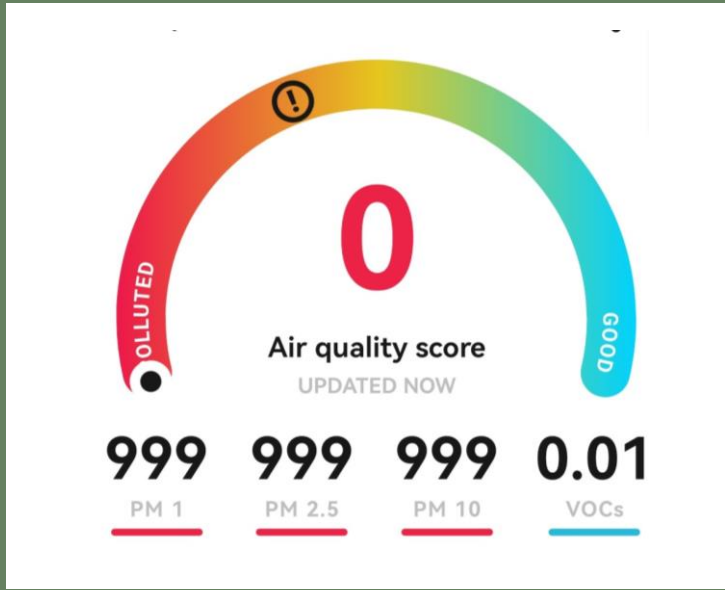 OLLUTED
GOOD
0
Air quality score
UPDATED NOW
999 999 999 0.01
PM 1 PM 2.5 PM 10 VOCs